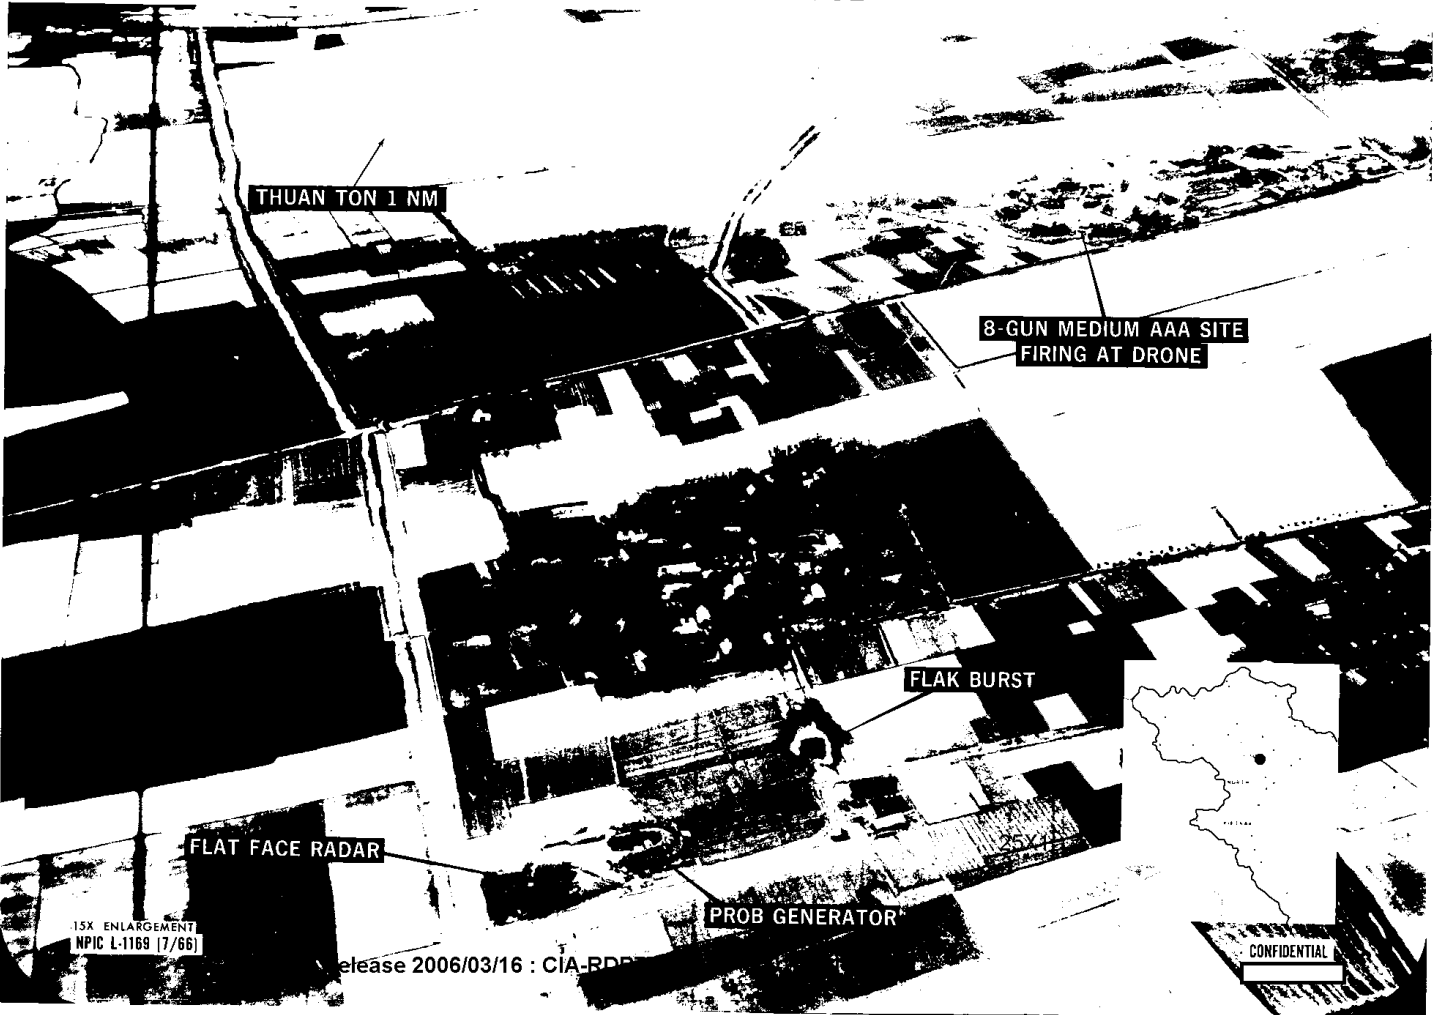 THUAN TON 1 NM
8-GUN MEDIUM AAA SITE
FIRING AT DRONE
FLAK BURST
FLAT FACE RADAR
25X1
PROB GENERATOR
15X ENLARGEMENT
NPIC L-1169 (7/66)
CONFIDENTIAL
elease 2006/03/16 : CIA-RDP